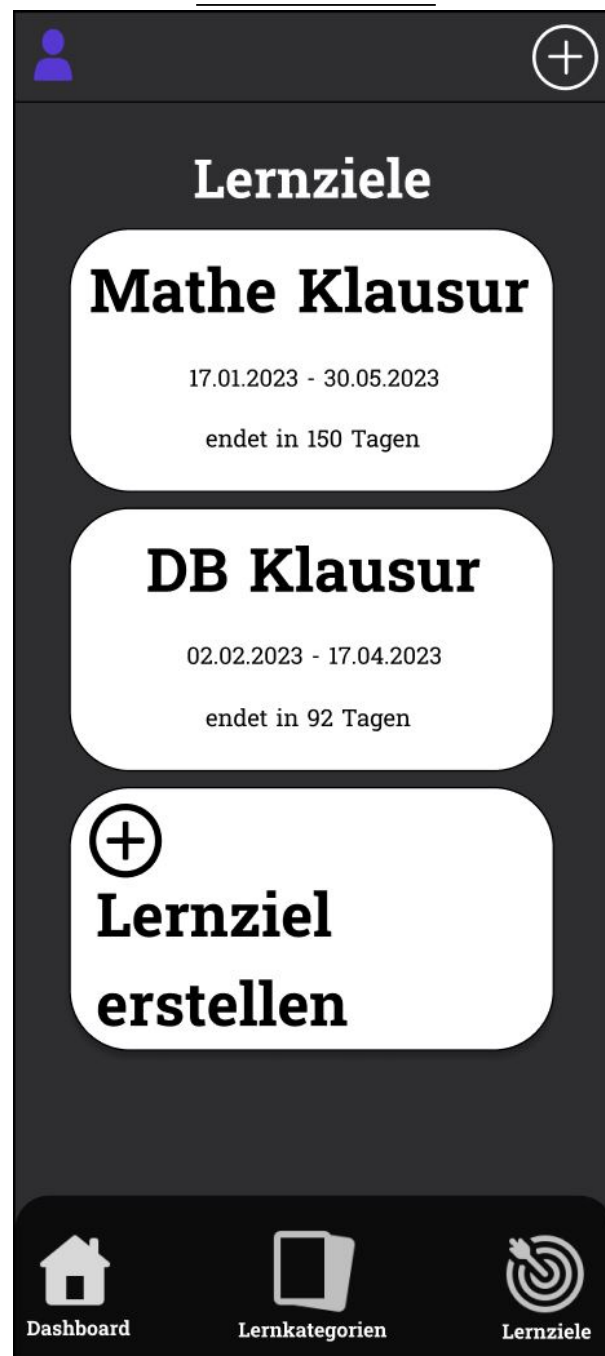 Lernziele
Mathe Klausur
17.01.2023 - 30.05.2023
endet in 150 Tagen
DB Klausur
02.02.2023 - 17.04.2023
endet in 92 Tagen
Lernziel
erstellen
Dashboard
Lernkategorien
Lernziele